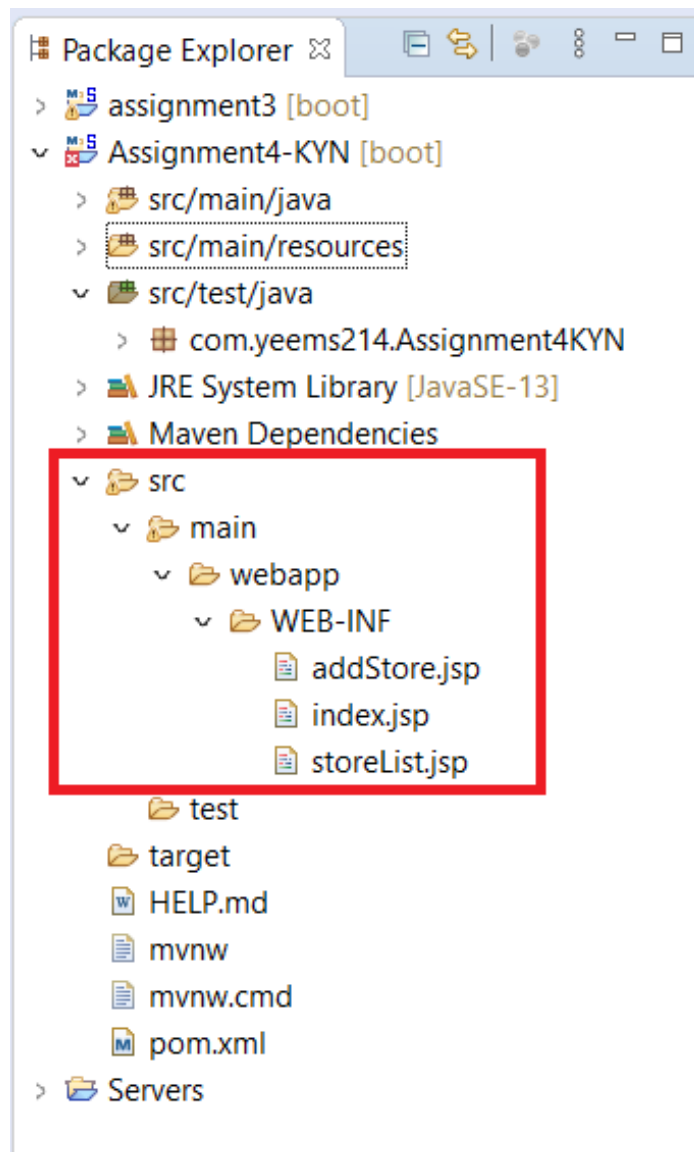 Package Explorer
assignment3 [boot]
Assignment4-KYN [boot]
src/main/java
src/main/resources
src/test/java
com.yeems214.Assignment4KYN
JRE System Library [JavaSE-13]
Maven Dependencies
src
main
webapp
WEB-INF
addStore.jsp
index.jsp
storeList.jsp
test
target
HELP.md
mvnw
mvnw.cmd
pom.xml
Servers